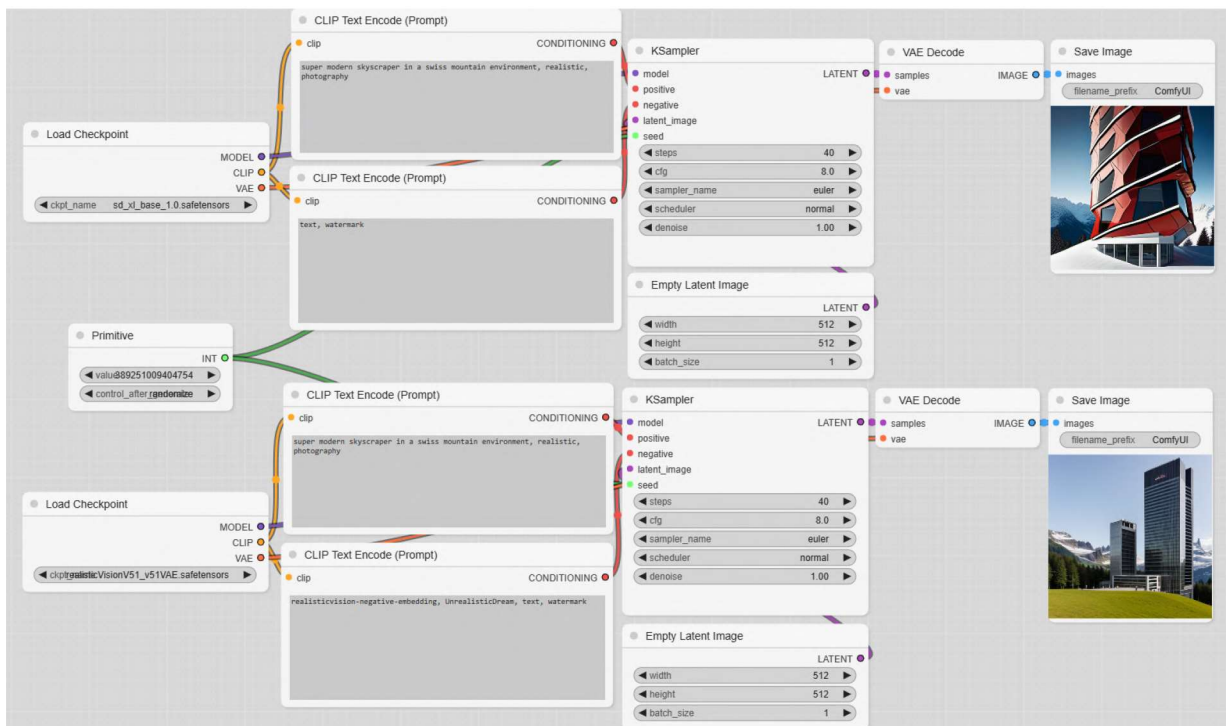 CLIP Text Encode (Prompt)
clip
CONDITIONING
super modern skyscraper in a swiss mountain environment, realistic,
photography
KSampler
model
LATENT
positive
negative
latent_image
seed
steps 40
cfg 8.0
sampler_name euler
scheduler normal
denoise 1.00
VAE Decode
samples IMAGE
vae
Save Image
images
filename_prefix ComfyUI
Load Checkpoint
MODEL
CLIP
VAE
ckpt_name sd_xl_base_1.0.safetensors
CLIP Text Encode (Prompt)
clip
CONDITIONING
text, watermark
Empty Latent Image
LATENT
width 512
height 512
batch_size 1
Primitive
INT
value 389251009404754
control_after_ randomize
CLIP Text Encode (Prompt)
clip
CONDITIONING
super modern skyscraper in a swiss mountain environment, realistic,
photography
KSampler
model
LATENT
positive
negative
latent_image
seed
steps 40
cfg 8.0
sampler_name euler
scheduler normal
denoise 1.00
VAE Decode
samples IMAGE
vae
Save Image
images
filename_prefix ComfyUI
Load Checkpoint
MODEL
CLIP
VAE
ckpt_ realisticVisionV51_v51VAE.safetensors
CLIP Text Encode (Prompt)
clip
CONDITIONING
realisticvision-negative-embedding, UnrealisticDream, text, watermark
Empty Latent Image
LATENT
width 512
height 512
batch_size 1